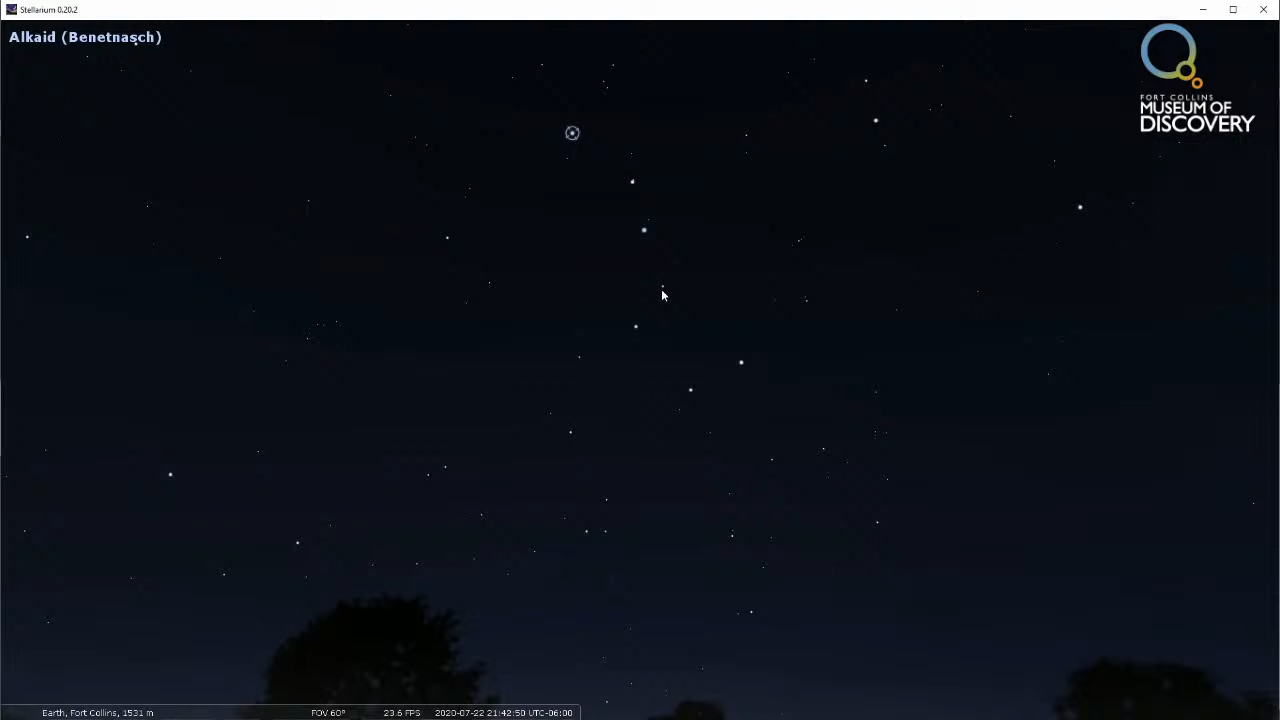 Stellarium 0.20.2
Alkaid (Benetnasch)
FORT COLLINS
MUSEUM OF
DISCOVERY
Earth, Fort Collins, 1531 m
FOV 60°
23.6 FPS
2020-07-22 21:42:50 UTC-06:00